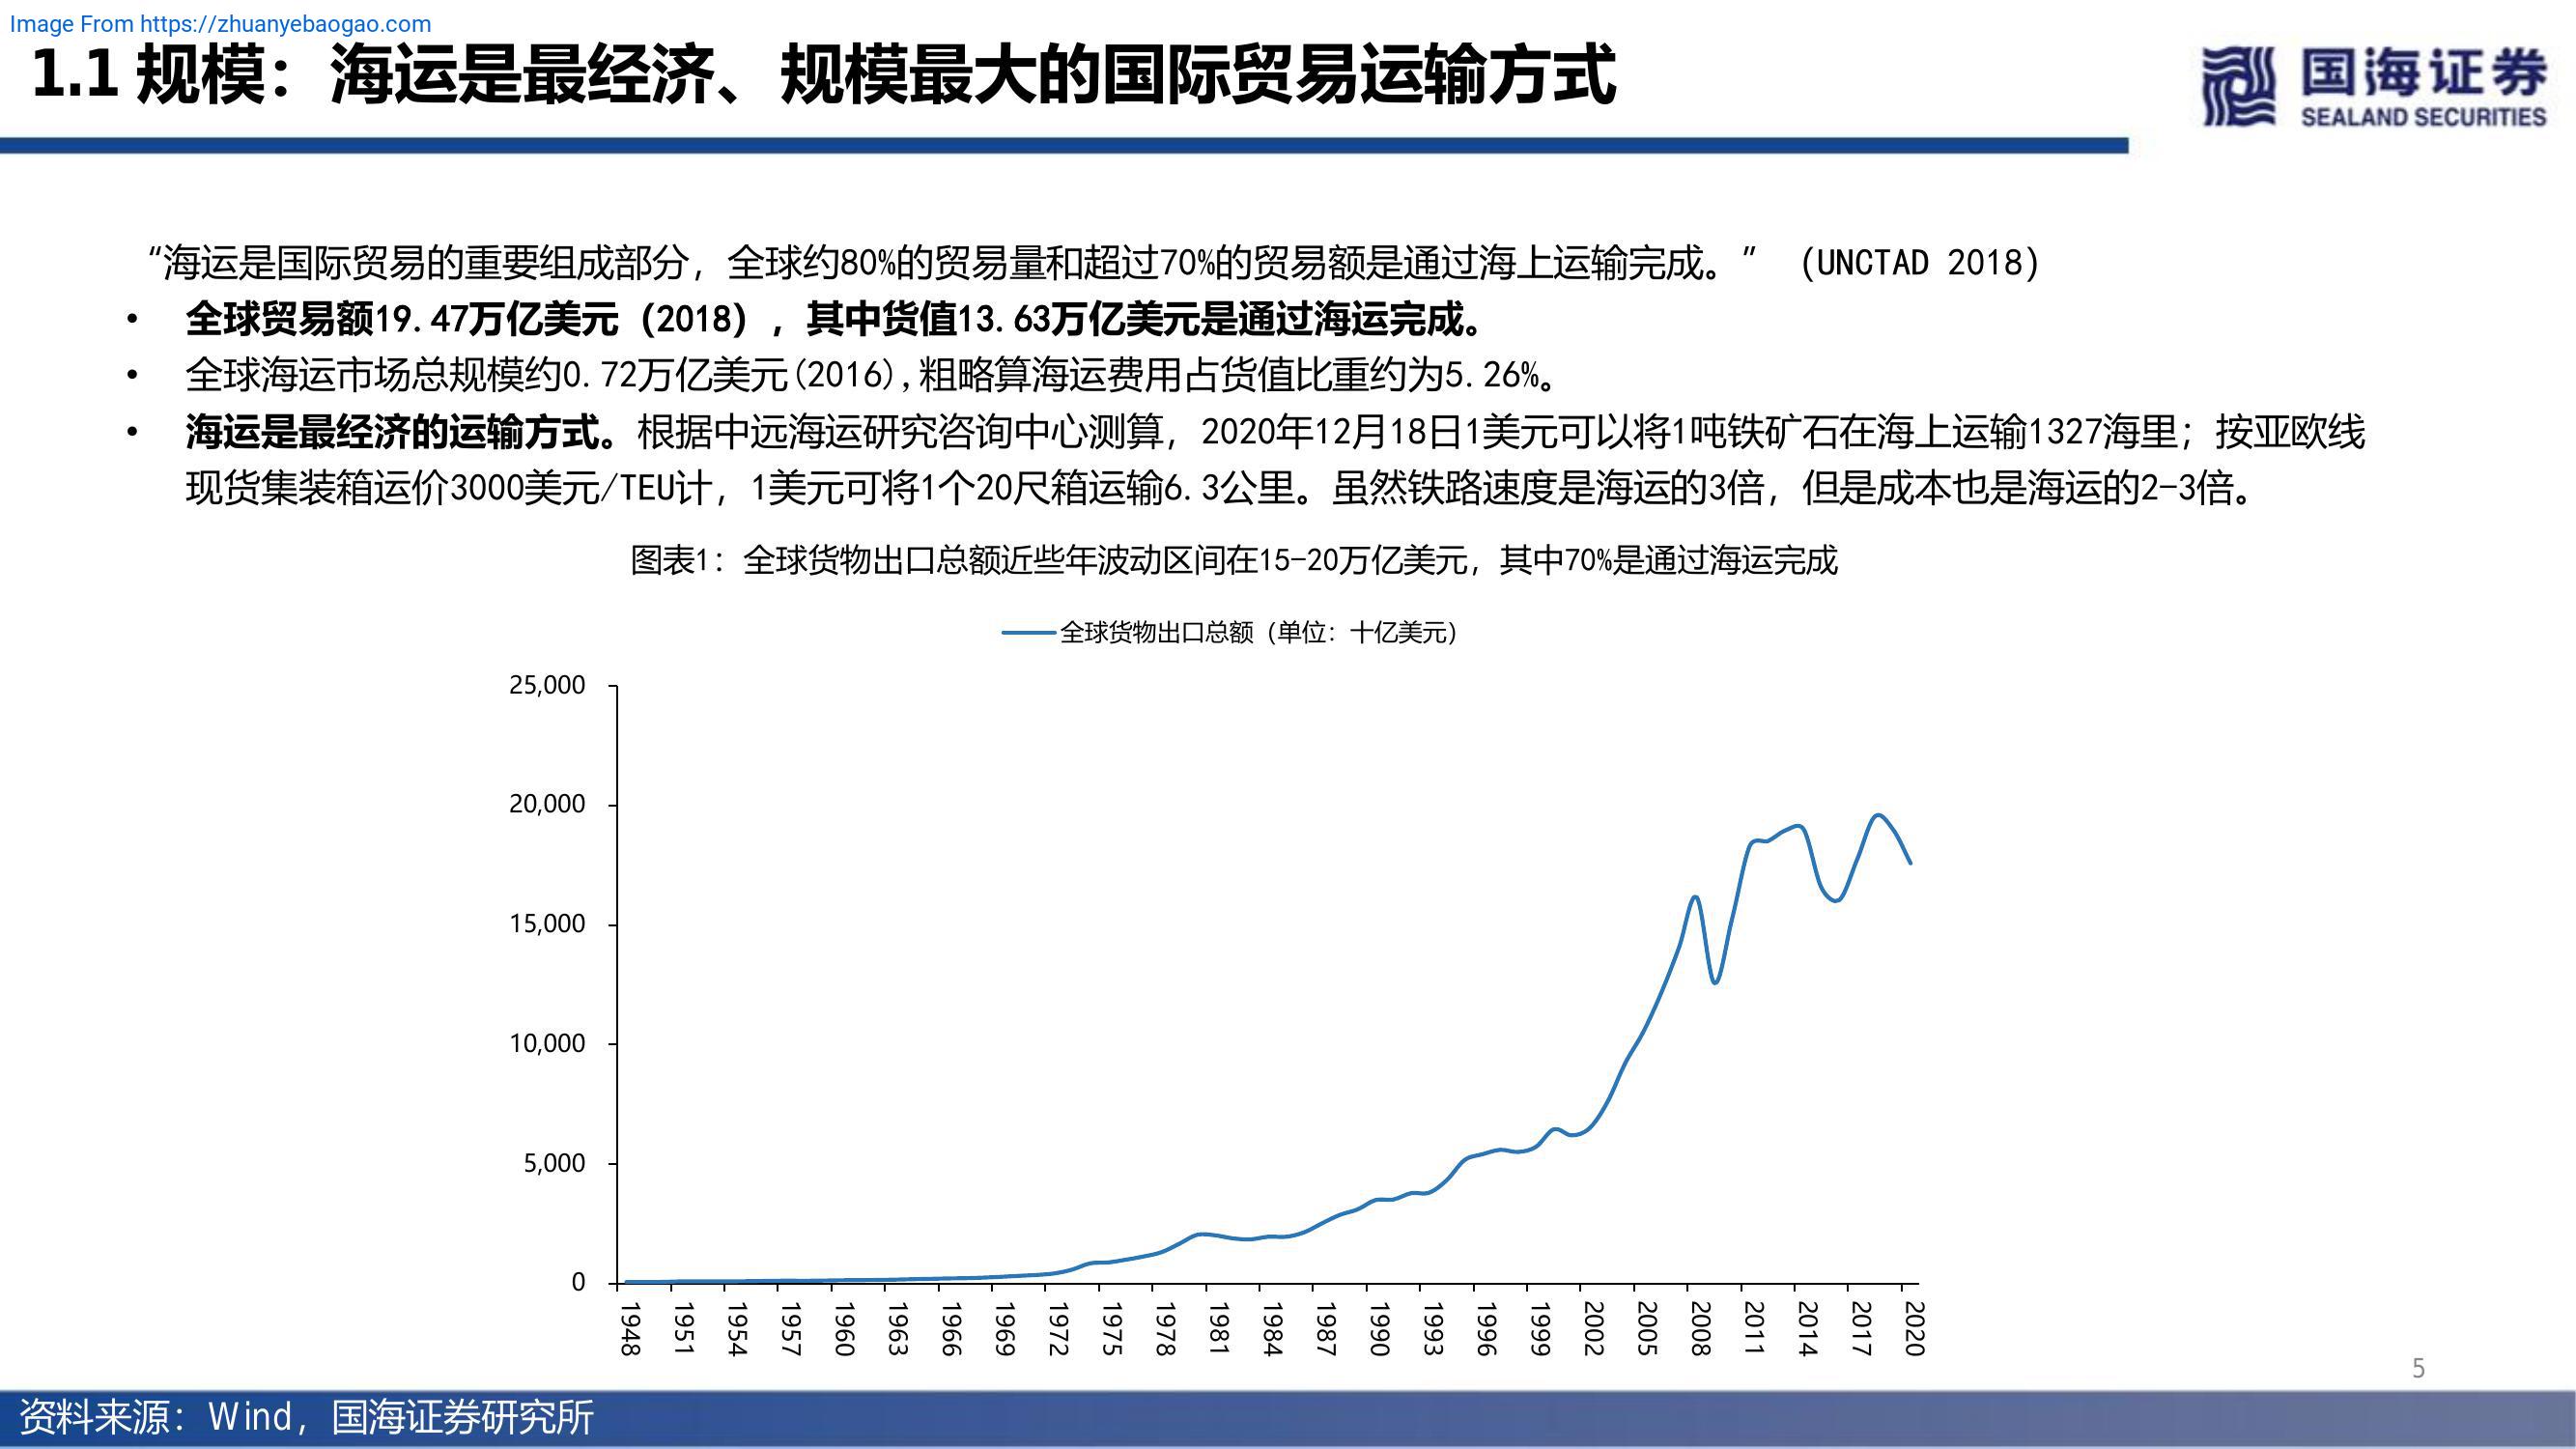 Image From https://zhuanyebaogao.com
1.1 规模：海运是最经济、规模最大的国际贸易运输方式
国海证券
SEALAND SECURITIES
“海运是国际贸易的重要组成部分，全球约80%的贸易量和超过70%的贸易额是通过海上运输完成。” (UNCTAD 2018)
• 全球贸易额19.47万亿美元（2018），其中货值13.63万亿美元是通过海运完成。
• 全球海运市场总规模约0.72万亿美元(2016),粗略算海运费用占货值比重约为5.26%。
• 海运是最经济的运输方式。根据中远海运研究咨询中心测算，2020年12月18日1美元可以将1吨铁矿石在海上运输1327海里；按亚欧线
现货集装箱运价3000美元/TEU计，1美元可将1个20尺箱运输6.3公里。虽然铁路速度是海运的3倍，但是成本也是海运的2-3倍。
图表1：全球货物出口总额近些年波动区间在15-20万亿美元，其中70%是通过海运完成
全球货物出口总额（单位：十亿美元）
25,000
20,000
15,000
10,000
5,000
0
1948 1951 1954 1957 1960 1963 1966 1969 1972 1975 1978 1981 1984 1987 1990 1993 1996 1999 2002 2005 2008 2011 2014 2017 2020
5
资料来源：Wind，国海证券研究所